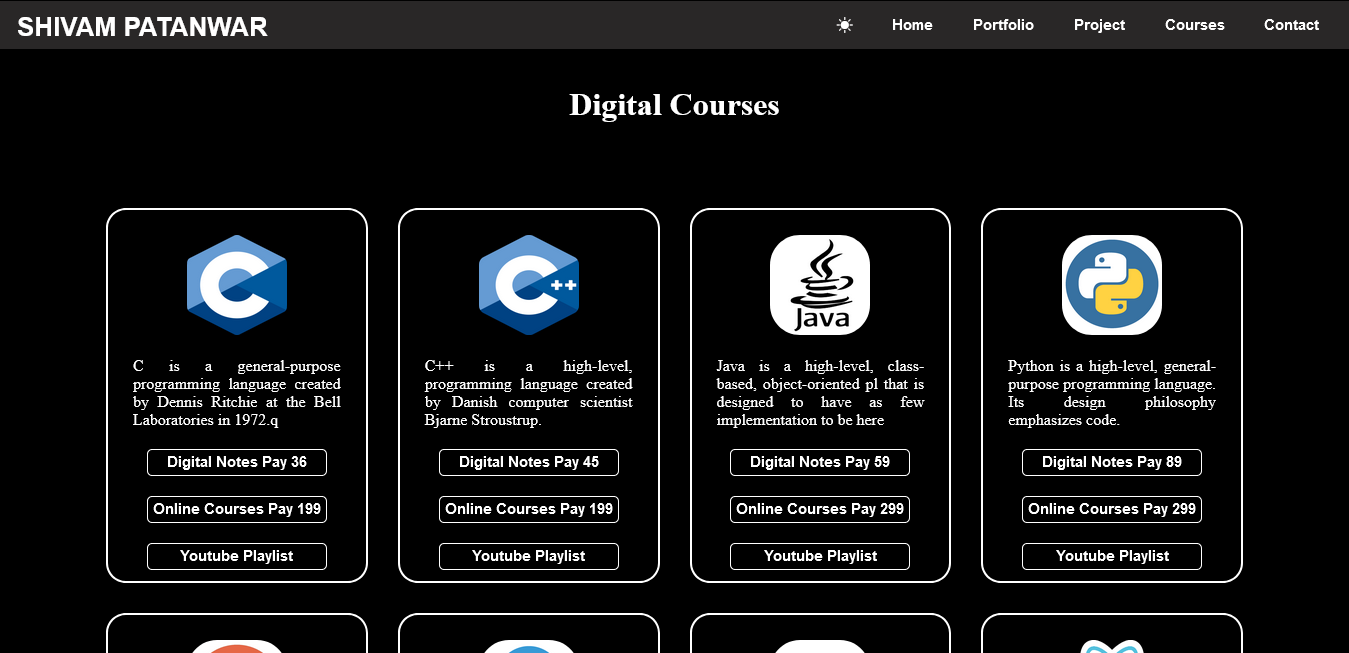 SHIVAM PATANWAR
Home Portfolio Project Courses Contact
Digital Courses
C
C is a general-purpose
programming language created
by Dennis Ritchie at the Bell
Laboratories in 1972.q
Digital Notes Pay 36
Online Courses Pay 199
Youtube Playlist
C++
C++ is a high-level,
programming language created
by Danish computer scientist
Bjarne Stroustrup.
Digital Notes Pay 45
Online Courses Pay 199
Youtube Playlist
Java
Java is a high-level, class-
based, object-oriented pl that is
designed to have as few
implementation to be here
Digital Notes Pay 59
Online Courses Pay 299
Youtube Playlist
Python is a high-level, general-
purpose programming language.
Its design philosophy
emphasizes code.
Digital Notes Pay 89
Online Courses Pay 299
Youtube Playlist